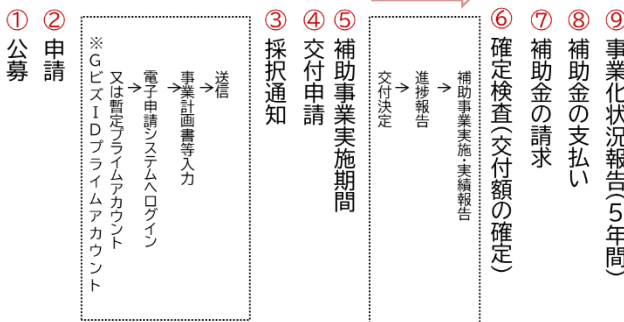 ①公募
②申請
※GビズIDプライムアカウント
又は暫定プライムアカウント
→電子申請システムへログイン
→事業計画書等入力
→送信
③採択通知
④交付申請
⑤補助事業実施期間
交付決定
→進捗報告
→補助事業実施・実績報告
⑥確定検査(交付額の確定)
⑦補助金の請求
⑧補助金の支払い
⑨事業化状況報告(5年間)